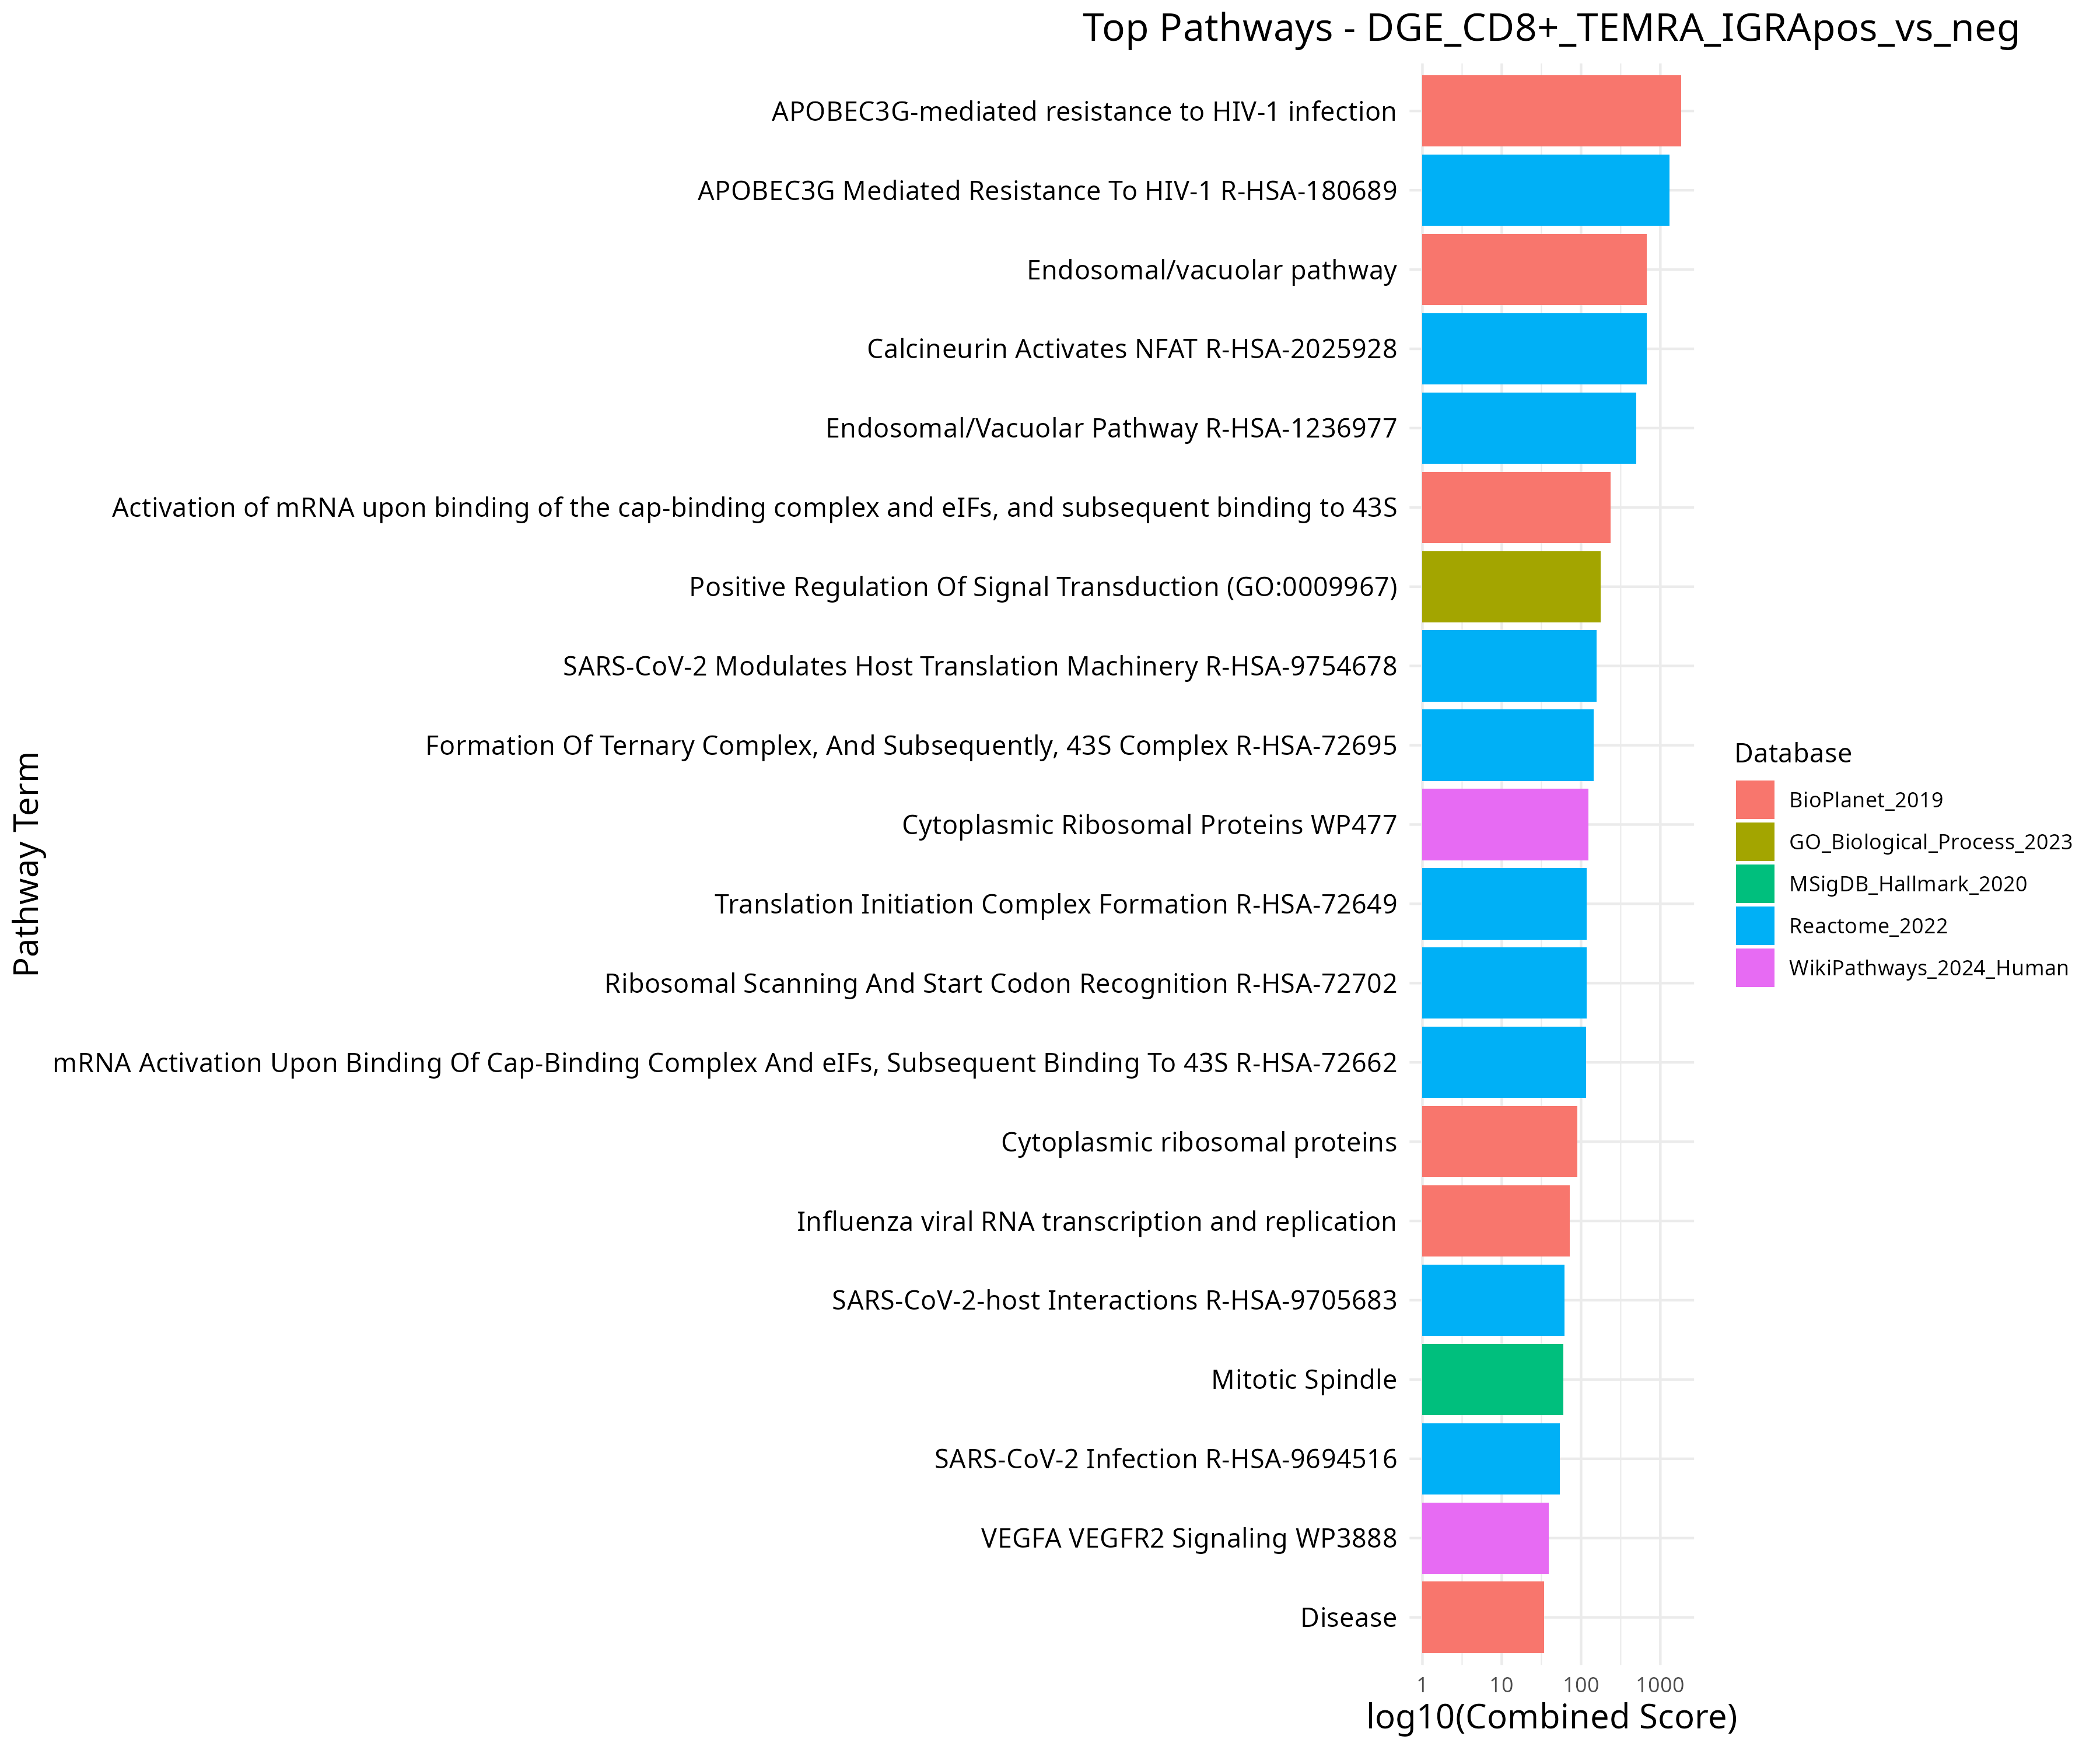 Top Pathways - DGE_CD8+_TEMRA_IGRApos_vs_neg
Pathway Term
APOBEC3G-mediated resistance to HIV-1 infection
APOBEC3G Mediated Resistance To HIV-1 R-HSA-180689
Endosomal/vacuolar pathway
Calcineurin Activates NFAT R-HSA-2025928
Endosomal/Vacuolar Pathway R-HSA-1236977
Activation of mRNA upon binding of the cap-binding complex and eIFs, and subsequent binding to 43S
Positive Regulation Of Signal Transduction (GO:0009967)
SARS-CoV-2 Modulates Host Translation Machinery R-HSA-9754678
Formation Of Ternary Complex, And Subsequently, 43S Complex R-HSA-72695
Cytoplasmic Ribosomal Proteins WP477
Translation Initiation Complex Formation R-HSA-72649
Ribosomal Scanning And Start Codon Recognition R-HSA-72702
mRNA Activation Upon Binding Of Cap-Binding Complex And eIFs, Subsequent Binding To 43S R-HSA-72662
Cytoplasmic ribosomal proteins
Influenza viral RNA transcription and replication
SARS-CoV-2-host Interactions R-HSA-9705683
Mitotic Spindle
SARS-CoV-2 Infection R-HSA-9694516
VEGFA VEGFR2 Signaling WP3888
Disease
1 10 100 1000
log10(Combined Score)
Database
BioPlanet_2019
GO_Biological_Process_2023
MSigDB_Hallmark_2020
Reactome_2022
WikiPathways_2024_Human